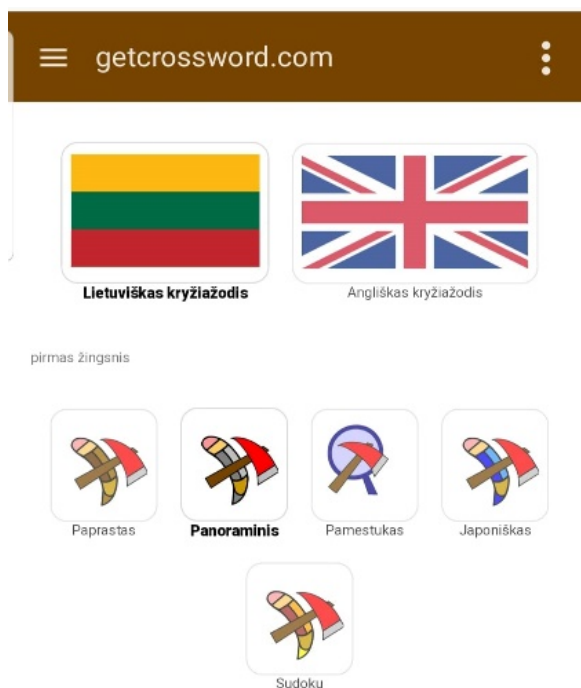 getcrossword.com
Lietuviškas kryžiažodis
Angliškas kryžiažodis
pirmas žingsnis
Paprastas
Panoraminis
Pamestukas
Japoniškas
Sudoku